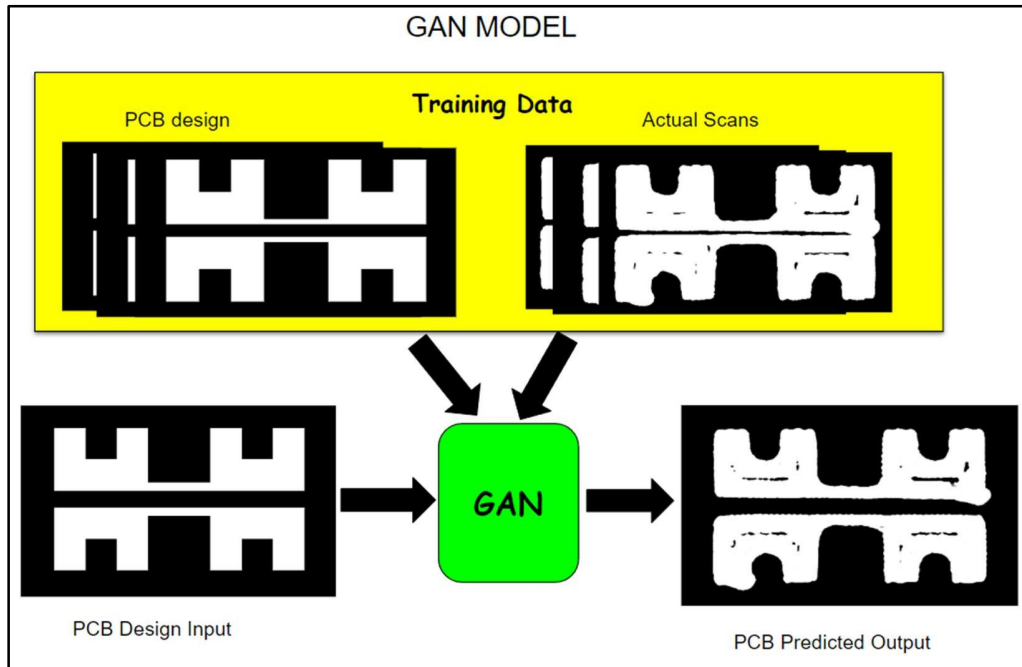 GAN MODEL
Training Data
PCB design
Actual Scans
GAN
PCB Design Input
PCB Predicted Output